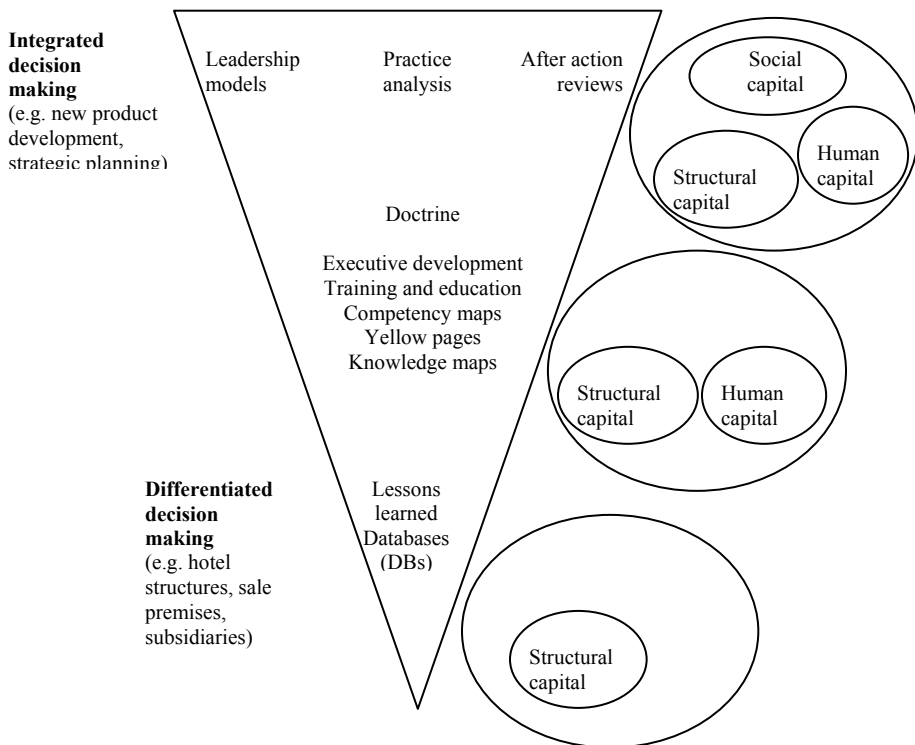 Integrated
decision
making
(e.g. new product
development,
strategic planning)
Leadership
models
Practice
analysis
After action
reviews
Social
capital
Structural
capital
Human
capital
Doctrine
Executive development
Training and education
Competency maps
Yellow pages
Knowledge maps
Structural
capital
Human
capital
Differentiated
decision
making
(e.g. hotel
structures, sale
premises,
subsidiaries)
Lessons
learned
Databases
(DBs)
Structural
capital